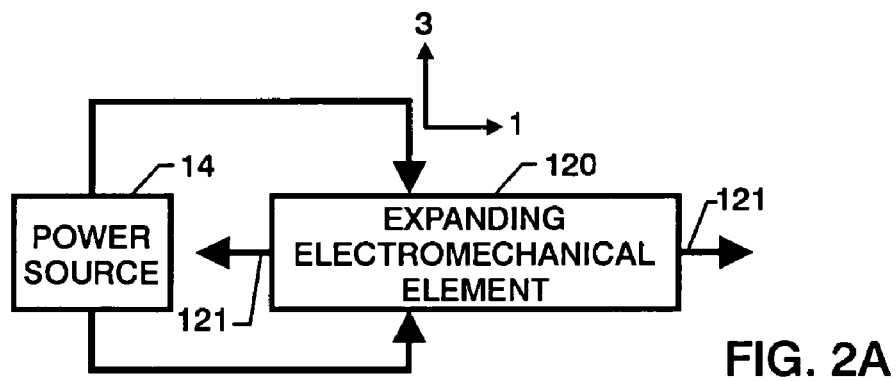 3
1
14
120
121
POWER
SOURCE
EXPANDING
ELECTROMECHANICAL
ELEMENT
121
FIG. 2A